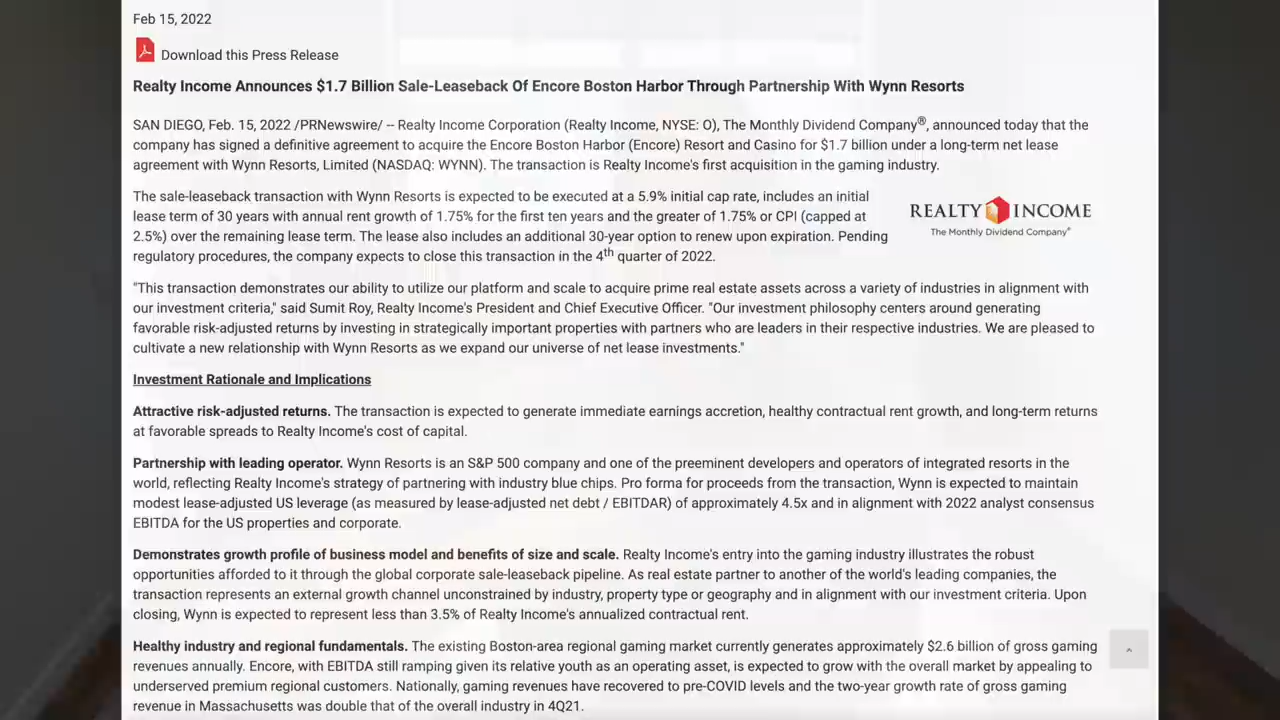 Feb 15, 2022
Download this Press Release
Realty Income Announces $1.7 Billion Sale-Leaseback Of Encore Boston Harbor Through Partnership With Wynn Resorts
SAN DIEGO, Feb. 15, 2022 /PRNewswire/ -- Realty Income Corporation (Realty Income, NYSE: O), The Monthly Dividend Company®, announced today that the
company has signed a definitive agreement to acquire the Encore Boston Harbor (Encore) Resort and Casino for $1.7 billion under a long-term net lease
agreement with Wynn Resorts, Limited (NASDAQ: WYNN). The transaction is Realty Income's first acquisition in the gaming industry.
The sale-leaseback transaction with Wynn Resorts is expected to be executed at a 5.9% initial cap rate, includes an initial
lease term of 30 years with annual rent growth of 1.75% for the first ten years and the greater of 1.75% or CPI (capped at
2.5%) over the remaining lease term. The lease also includes an additional 30-year option to renew upon expiration. Pending
regulatory procedures, the company expects to close this transaction in the 4th quarter of 2022.
REALTY INCOME
The Monthly Dividend Company®
"This transaction demonstrates our ability to utilize our platform and scale to acquire prime real estate assets across a variety of industries in alignment with
our investment criteria," said Sumit Roy, Realty Income's President and Chief Executive Officer. "Our investment philosophy centers around generating
favorable risk-adjusted returns by investing in strategically important properties with partners who are leaders in their respective industries. We are pleased to
cultivate a new relationship with Wynn Resorts as we expand our universe of net lease investments."
Investment Rationale and Implications
Attractive risk-adjusted returns. The transaction is expected to generate immediate earnings accretion, healthy contractual rent growth, and long-term returns
at favorable spreads to Realty Income's cost of capital.
Partnership with leading operator. Wynn Resorts is an S&P 500 company and one of the preeminent developers and operators of integrated resorts in the
world, reflecting Realty Income's strategy of partnering with industry blue chips. Pro forma for proceeds from the transaction, Wynn is expected to maintain
modest lease-adjusted US leverage (as measured by lease-adjusted net debt / EBITDAR) of approximately 4.5x and in alignment with 2022 analyst consensus
EBITDA for the US properties and corporate.
Demonstrates growth profile of business model and benefits of size and scale. Realty Income's entry into the gaming industry illustrates the robust
opportunities afforded to it through the global corporate sale-leaseback pipeline. As real estate partner to another of the world's leading companies, the
transaction represents an external growth channel unconstrained by industry, property type or geography and in alignment with our investment criteria. Upon
closing, Wynn is expected to represent less than 3.5% of Realty Income's annualized contractual rent.
Healthy industry and regional fundamentals. The existing Boston-area regional gaming market currently generates approximately $2.6 billion of gross gaming
revenues annually. Encore, with EBITDA still ramping given its relative youth as an operating asset, is expected to grow with the overall market by appealing to
underserved premium regional customers. Nationally, gaming revenues have recovered to pre-COVID levels and the two-year growth rate of gross gaming
revenue in Massachusetts was double that of the overall industry in 4Q21.